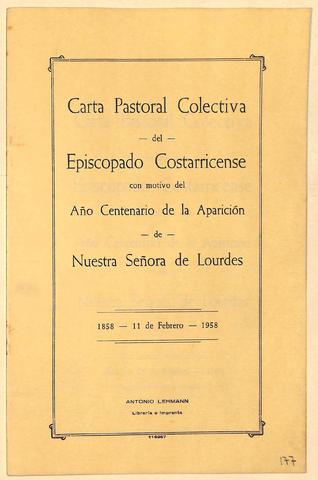 Carta Pastoral Colectiva
— del —
Episcopado Costarricense
con motivo del
Año Centenario de la Aparición
— de —
Nuestra Señora de Lourdes
1858 — 11 de Febrero — 1958
ANTONIO LEHMANN
Librería e Imprenta
177